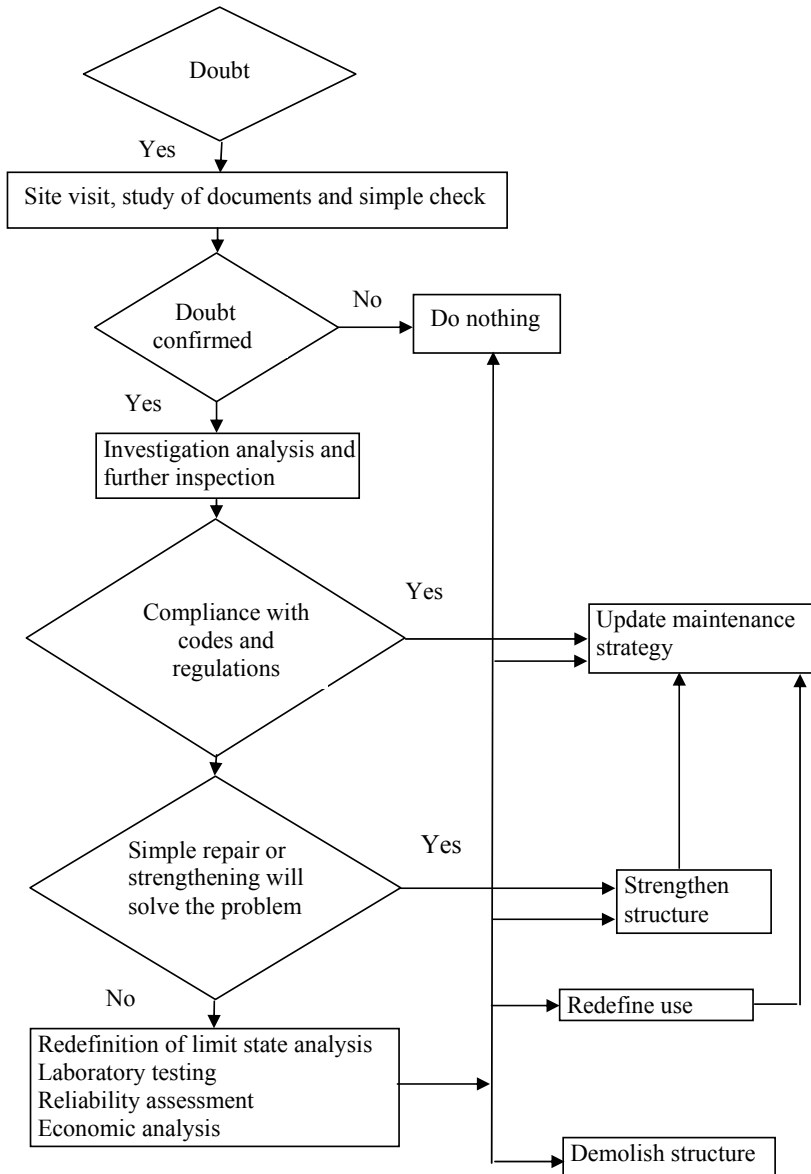 Doubt
Yes
Site visit, study of documents and simple check
Doubt
confirmed
No
Do nothing
Yes
Investigation analysis and
further inspection
Compliance with
codes and
regulations
Yes
Update maintenance
strategy
Simple repair or
strengthening will
solve the problem
Yes
Strengthen
structure
No
Redefine use
Redefinition of limit state analysis
Laboratory testing
Reliability assessment
Economic analysis
Demolish structure